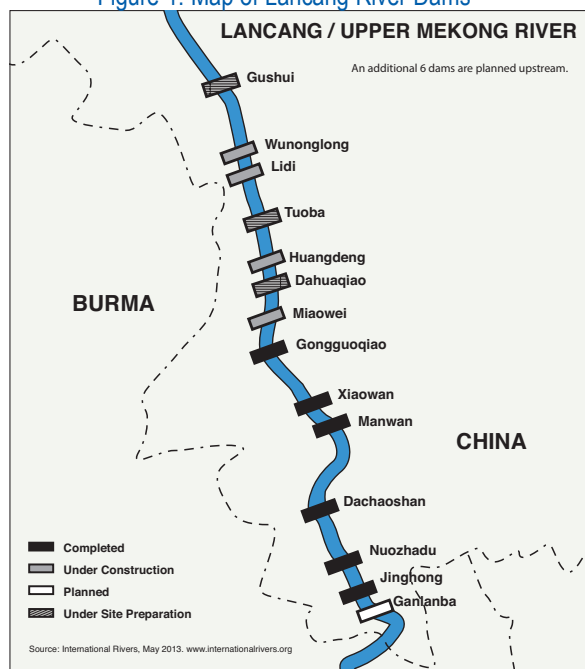 Figure 1: Map of Lancang River Dams
LANCANG / UPPER MEKONG RIVER
An additional 6 dams are planned upstream.
Gushui
Wunonglong
Lidi
Tuoba
Huangdeng
Dahuaqiao
BURMA
Miaowei
Gongguoqiao
Xiaowan
Manwan
CHINA
Dachaoshan
Completed
Nuozhadu
Under Construction
Jinghong
Planned
Ganlanba
Under Site Preparation
Source: International Rivers, May 2013. www.internationalrivers.org